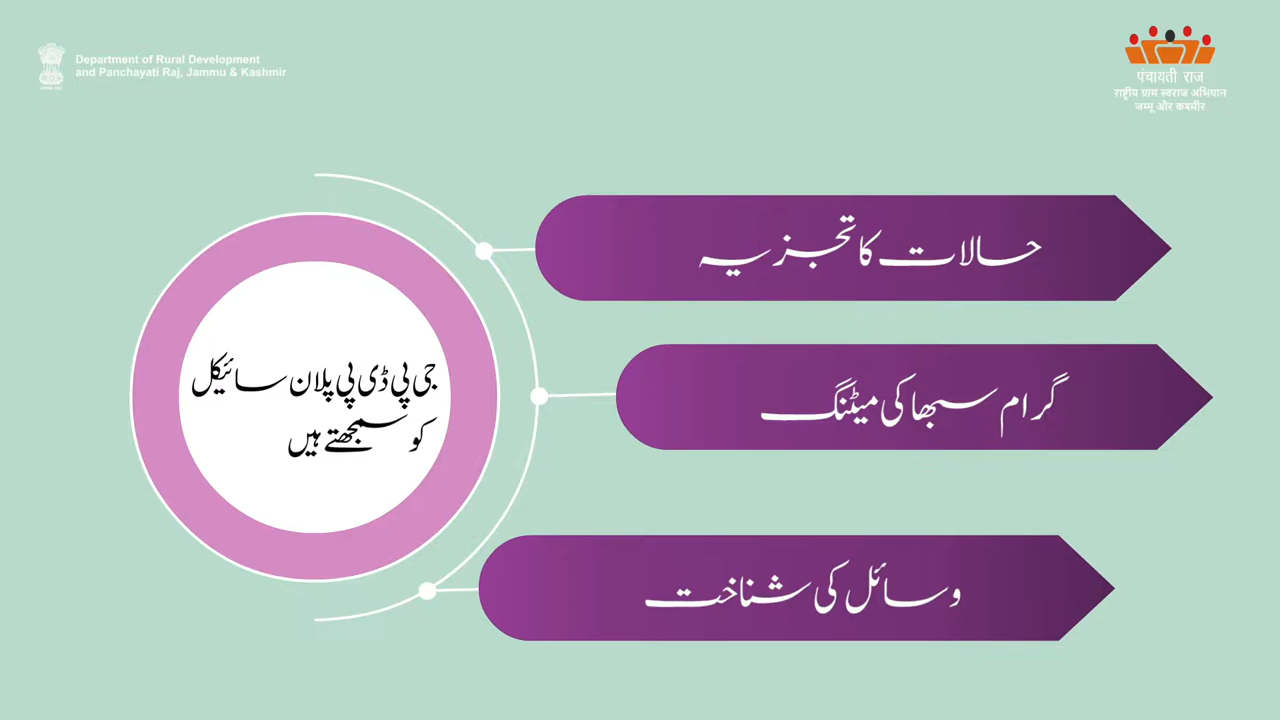 Department of Rural Development
and Panchayati Raj, Jammu & Kashmir
पंचायती राज
राष्ट्रीय ग्राम स्वराज अभियान
जम्मू और कश्मीर
جی پی ڈی پی پلان سائیکل
کو سمجھتے ہیں
حالات کا تجزیہ
گرام سبھا کی میٹنگ
وسائل کی شناخت